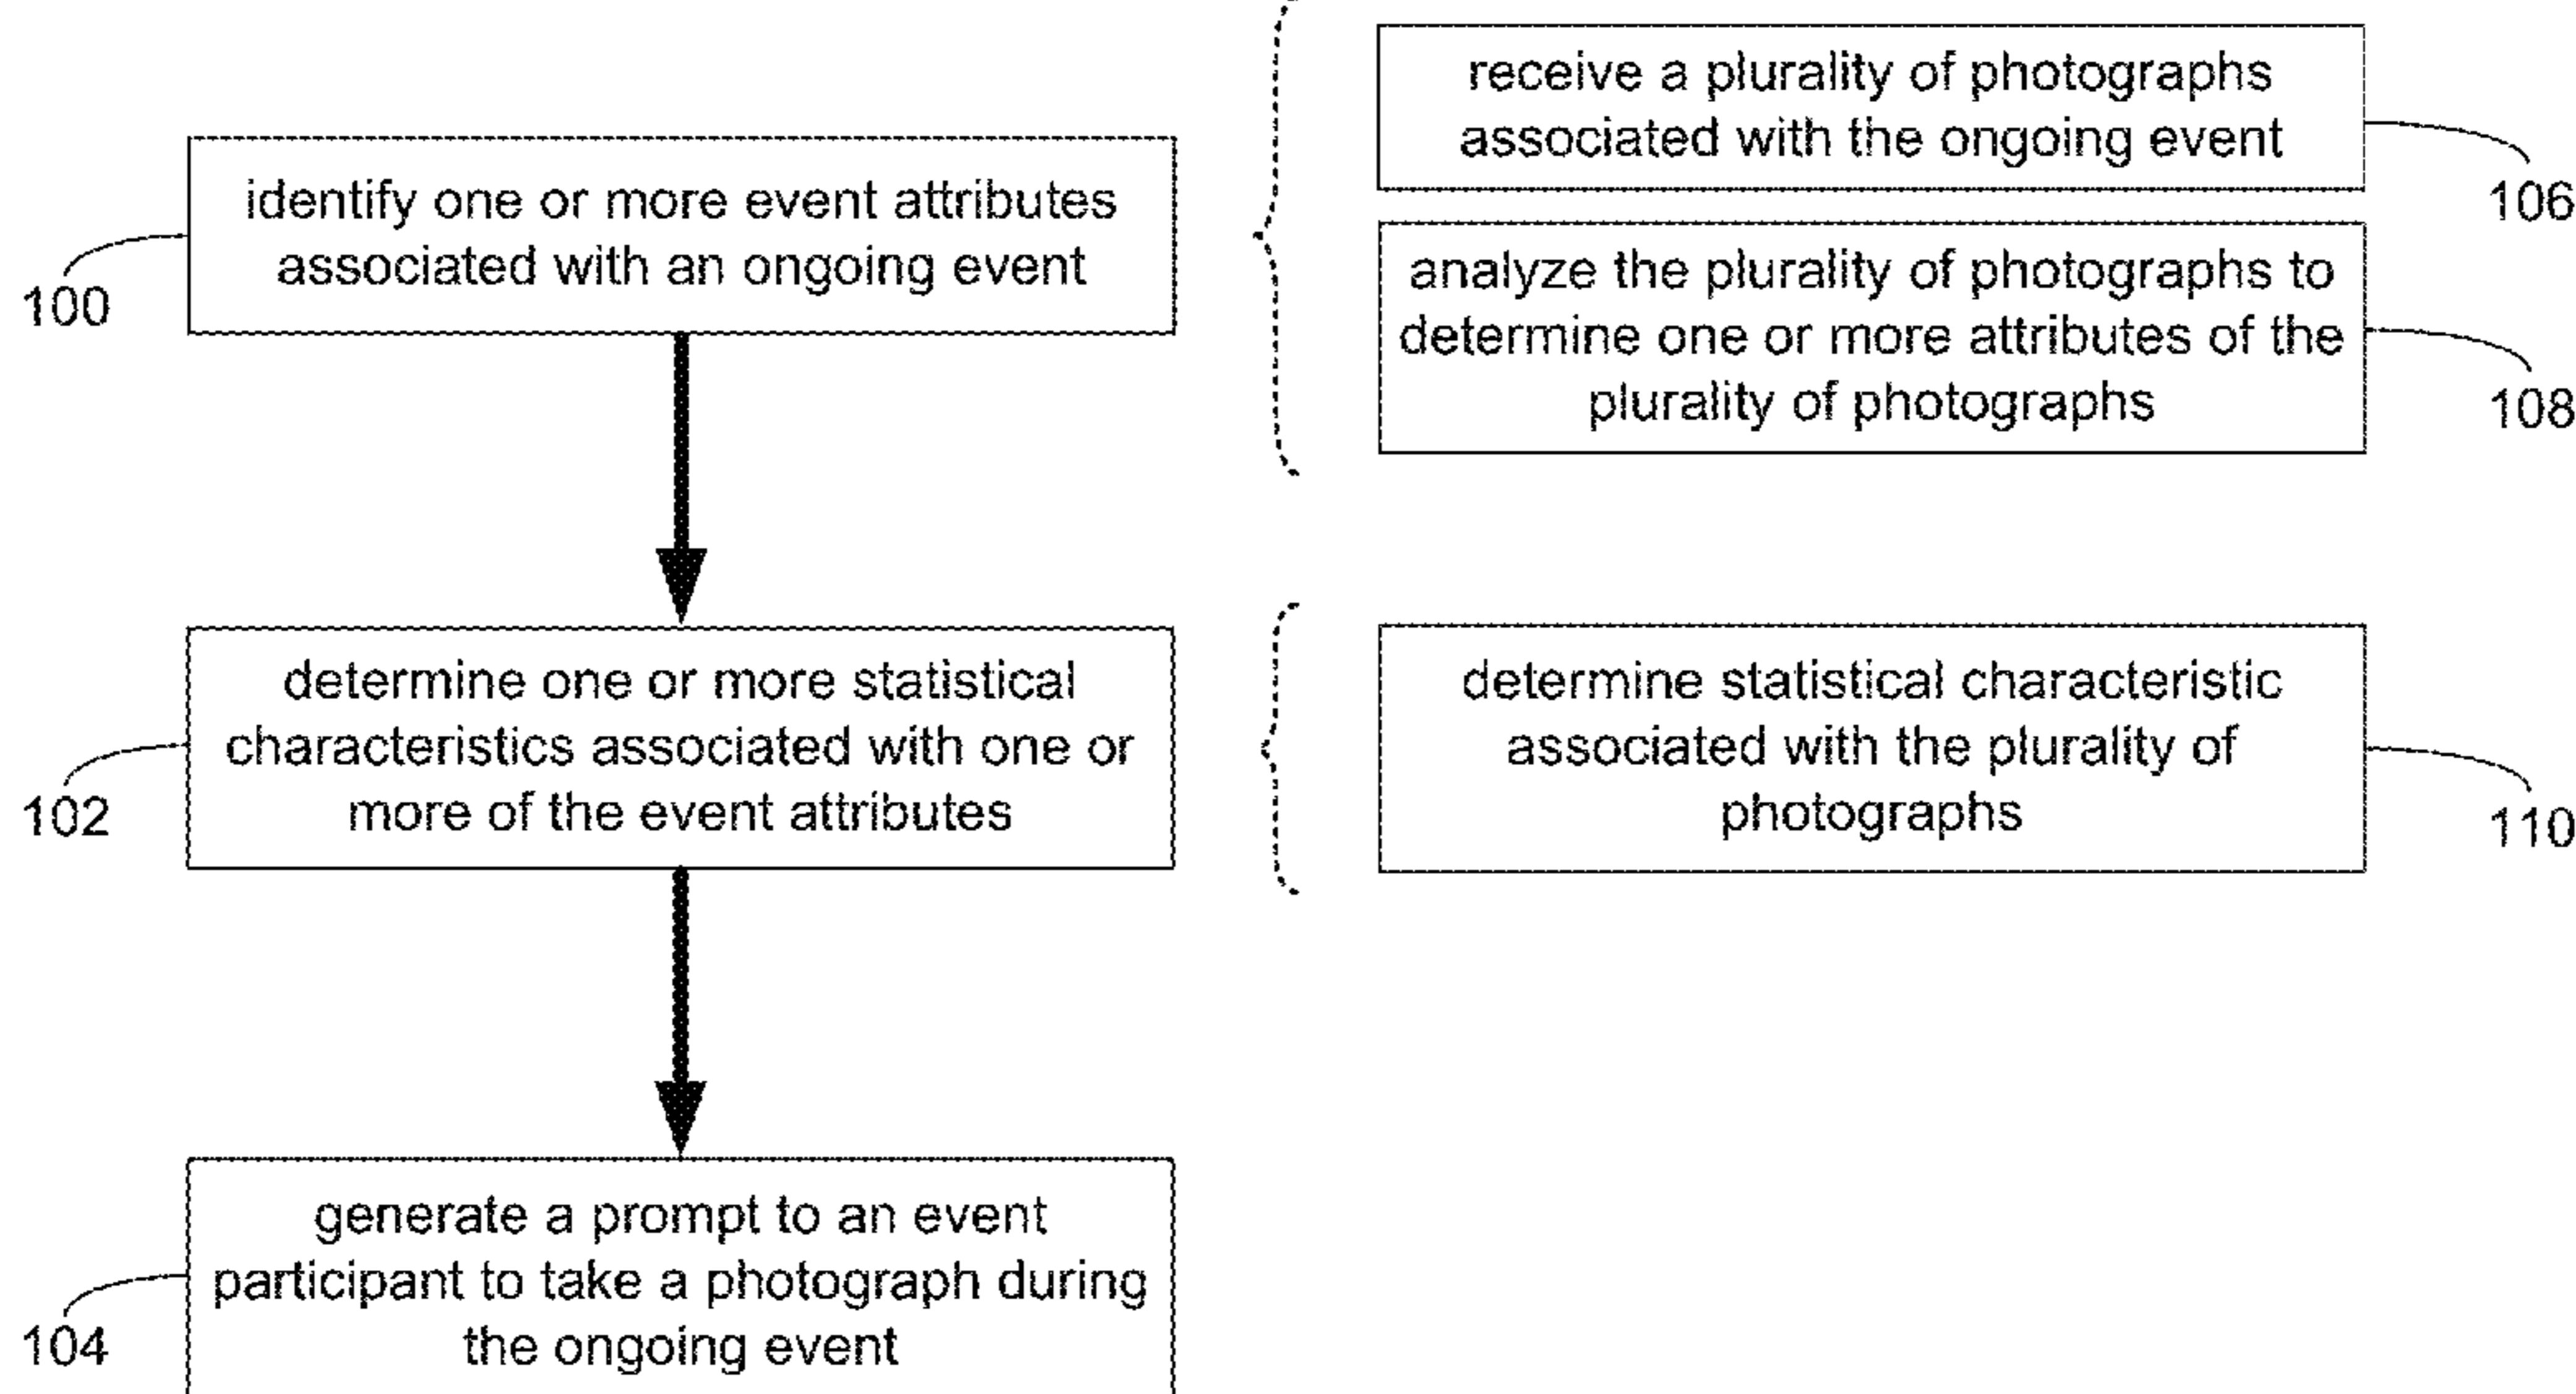 identify one or more event attributes
associated with an ongoing event
100
receive a plurality of photographs
associated with the ongoing event
106
analyze the plurality of photographs to
determine one or more attributes of the
plurality of photographs
108
determine one or more statistical
characteristics associated with one or
more of the event attributes
102
determine statistical characteristic
associated with the plurality of
photographs
110
generate a prompt to an event
participant to take a photograph during
the ongoing event
104